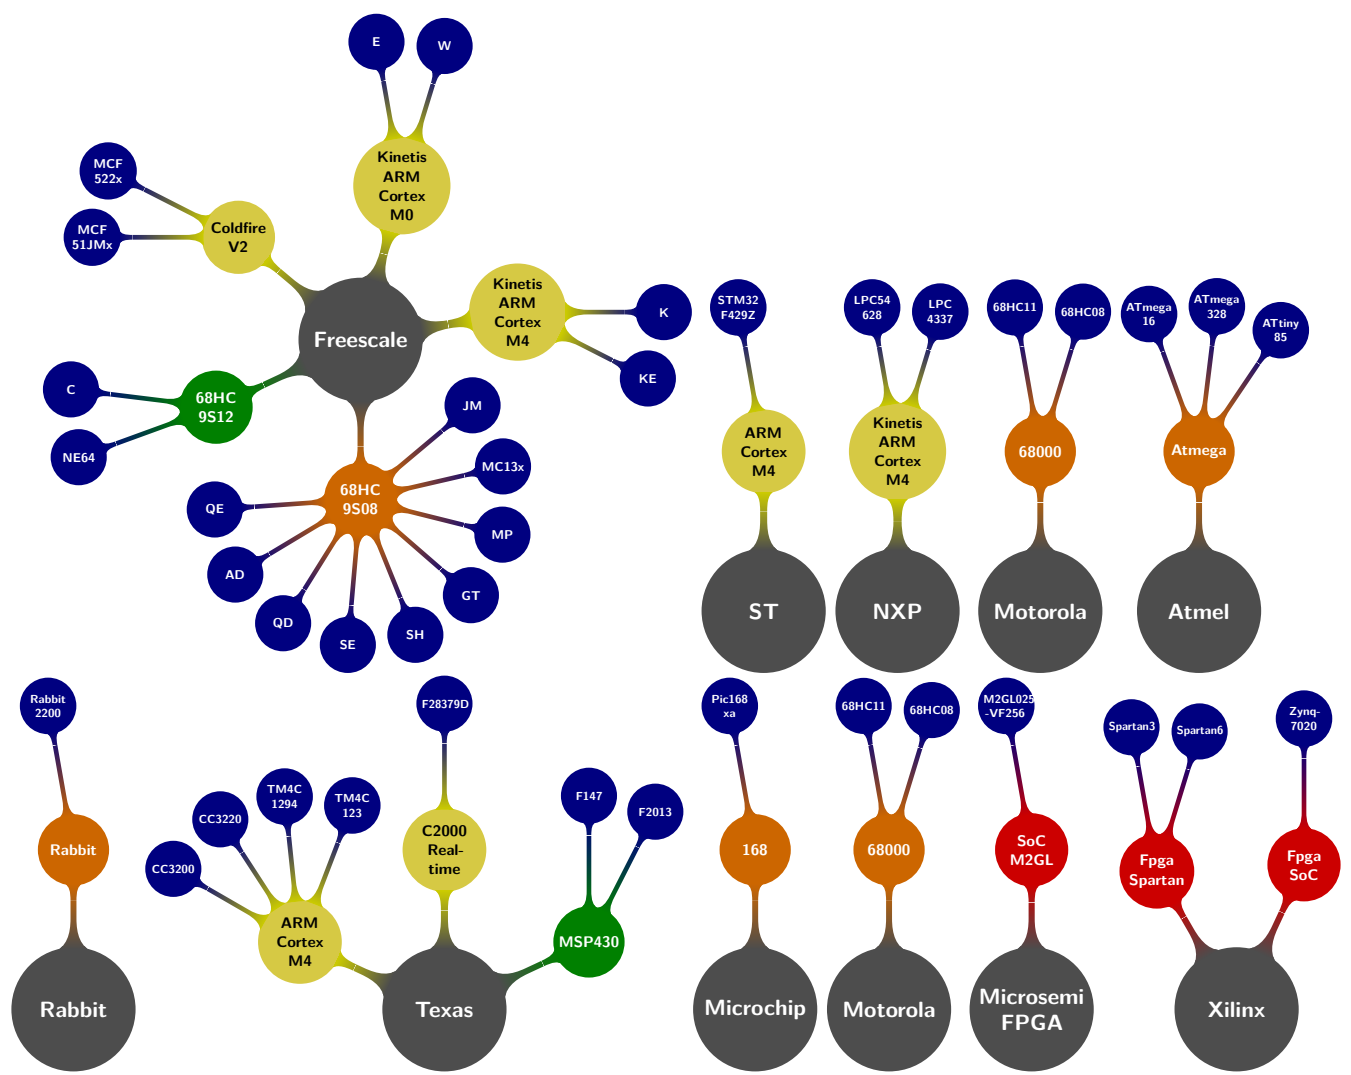 E
W
Kinetis
ARM
Cortex
M0
MCF
522x
MCF
51JMx
Coldfire
V2
Kinetis
ARM
Cortex
M4
K
KE
Freescale
C
NE64
68HC
9S12
68HC
9S08
JM
MC13x
MP
GT
SH
SE
QD
AD
QE
STM32
F429Z
ARM
Cortex
M4
ST
LPC54
628
LPC
4337
Kinetis
ARM
Cortex
M4
NXP
68HC11
68HC08
68000
Motorola
ATmega
16
ATmega
328
ATtiny
85
Atmega
Atmel
Rabbit
2200
Rabbit
Rabbit
F28379D
C2000
Real-
time
CC3200
CC3220
TM4C
1294
TM4C
123
ARM
Cortex
M4
F147
F2013
MSP430
Texas
Pic168
xa
168
Microchip
68HC11
68HC08
68000
Motorola
M2GL025
-VF256
SoC
M2GL
Microsemi
FPGA
Spartan3
Spartan6
Fpga
Spartan
Zynq-
7020
Fpga
SoC
Xilinx